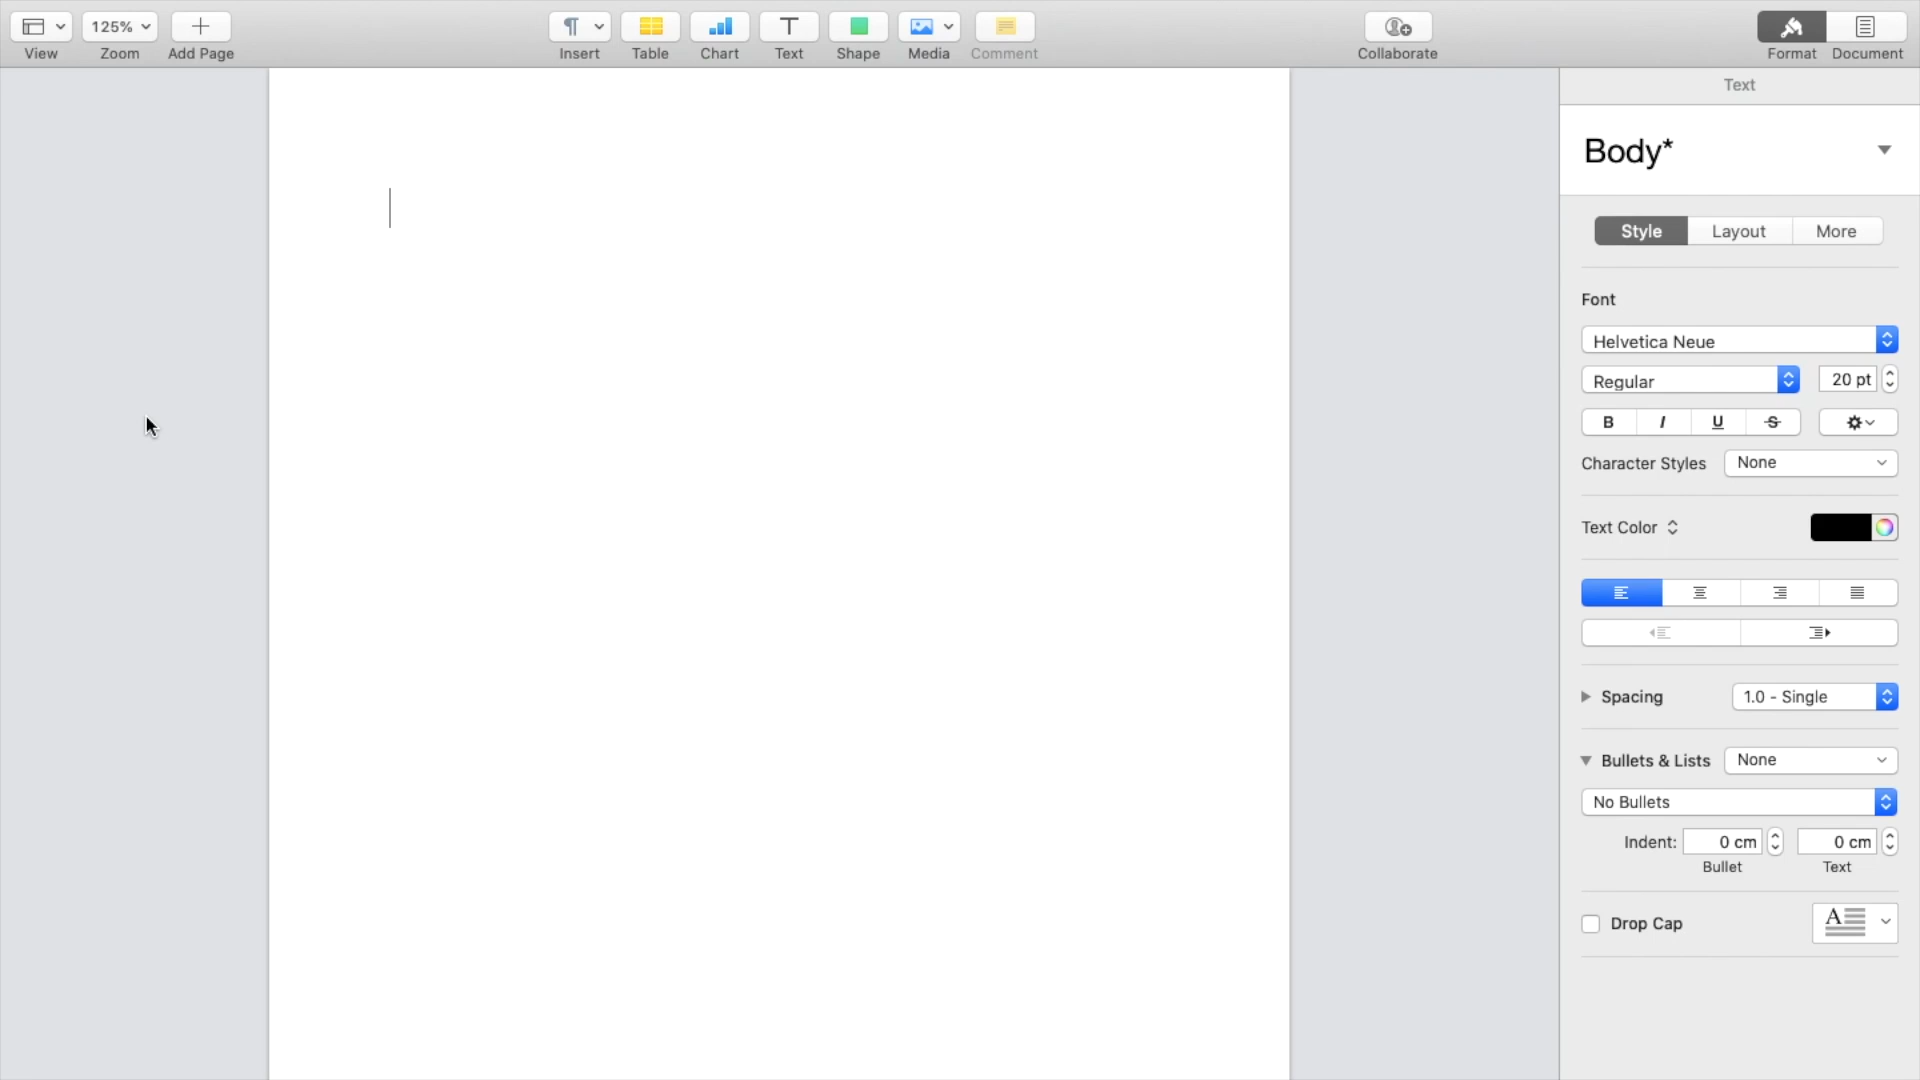 125%
View Zoom Add Page
Insert Table Chart Text Shape Media Comment
Collaborate
Format Document
Text
Body*
Style Layout More
Font
Helvetica Neue
Regular 20 pt
B I U S
Character Styles None
Text Color
Spacing 1.0 - Single
Bullets & Lists None
No Bullets
Indent: 0 cm 0 cm
Bullet Text
Drop Cap A